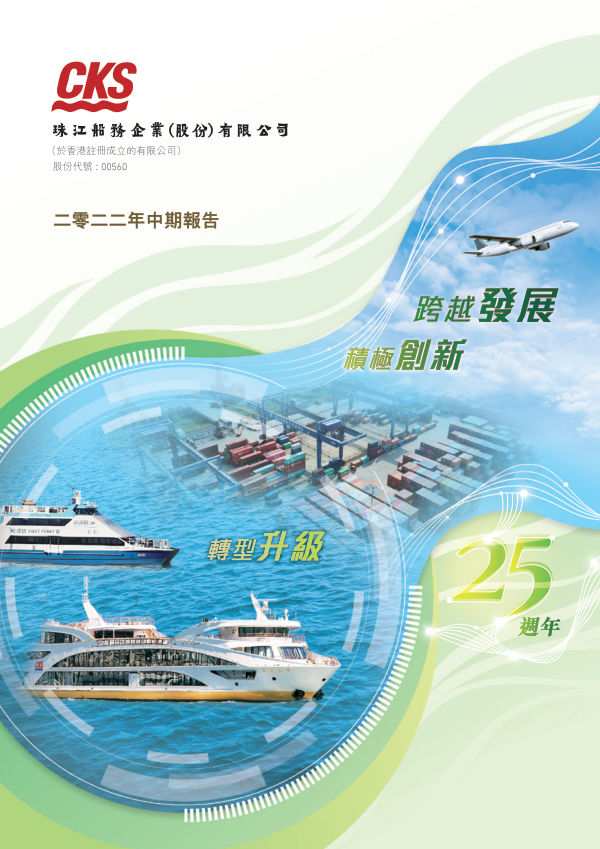 CKS
珠江船務企業(股份)有限公司
(於香港註冊成立的有限公司)
股份代號：00560
二零二二年中期報告
跨越發展
積極創新
轉型升級
25
週年
CKS